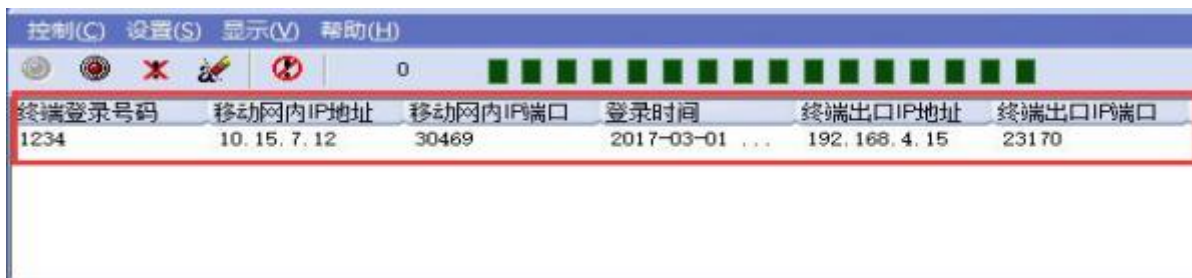 控制(C) 设置(S) 显示(V) 帮助(H)
0
终端登录号码 移动网内IP地址 移动网内IP端口 登录时间 终端出口IP地址 终端出口IP端口
1234 10.15.7.12 30469 2017-03-01 ... 192.168.4.15 23170